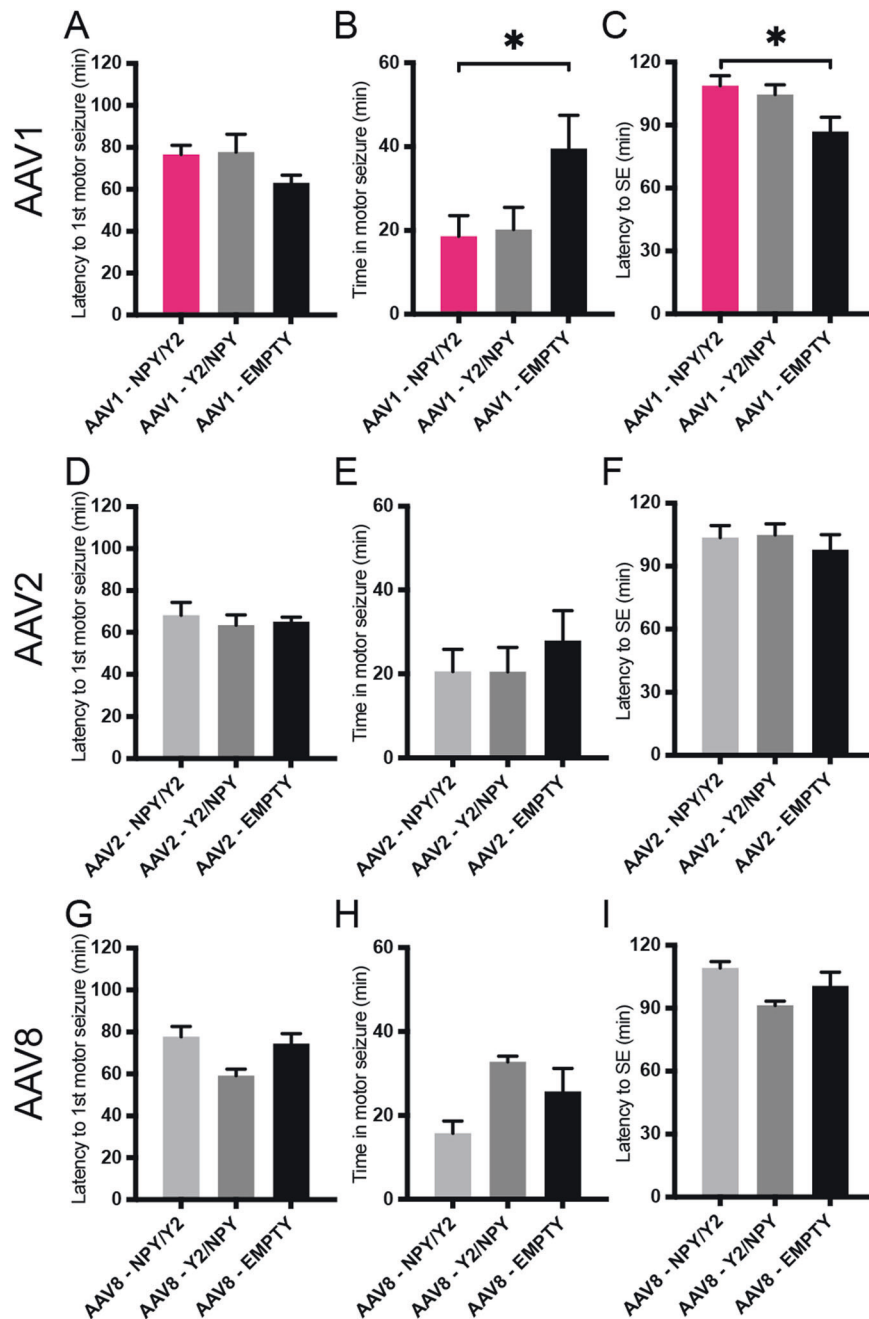 AAV1
A
Latency to 1st motor seizure (min)
120
100
80
60
40
20
0
AAV1 - NPY/Y2
AAV1 - Y2/NPY
AAV1 - EMPTY
B
*
Time in motor seizure (min)
60
40
20
0
AAV1 - NPY/Y2
AAV1 - Y2/NPY
AAV1 - EMPTY
C
*
Latency to SE (min)
120
90
60
30
0
AAV1 - NPY/Y2
AAV1 - Y2/NPY
AAV1 - EMPTY
AAV2
D
Latency to 1st motor seizure (min)
120
100
80
60
40
20
0
AAV2 - NPY/Y2
AAV2 - Y2/NPY
AAV2 - EMPTY
E
Time in motor seizure (min)
60
40
20
0
AAV2 - NPY/Y2
AAV2 - Y2/NPY
AAV2 - EMPTY
F
Latency to SE (min)
120
90
60
30
0
AAV2 - NPY/Y2
AAV2 - Y2/NPY
AAV2 - EMPTY
AAV8
G
Latency to 1st motor seizure (min)
120
100
80
60
40
20
0
AAV8 - NPY/Y2
AAV8 - Y2/NPY
AAV8 - EMPTY
H
Time in motor seizure (min)
60
40
20
0
AAV8 - NPY/Y2
AAV8 - Y2/NPY
AAV8 - EMPTY
I
Latency to SE (min)
120
90
60
30
0
AAV8 - NPY/Y2
AAV8 - Y2/NPY
AAV8 - EMPTY